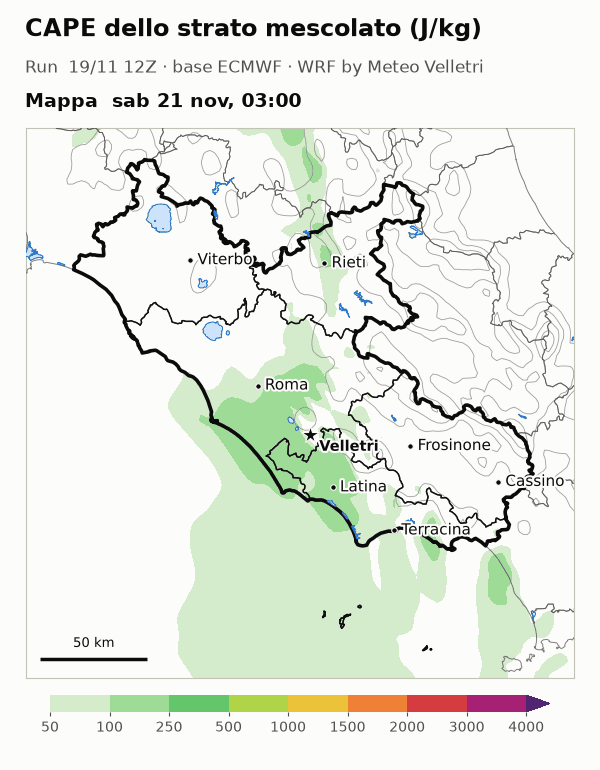 CAPE dello strato mescolato (J/kg)
Run 19/11 12Z · base ECMWF · WRF by Meteo Velletri
Mappa sab 21 nov, 03:00
Viterbo
Rieti
Roma
Velletri
Frosinone
Latina
Cassino
Terracina
50 km
50 100 250 500 1000 1500 2000 3000 4000